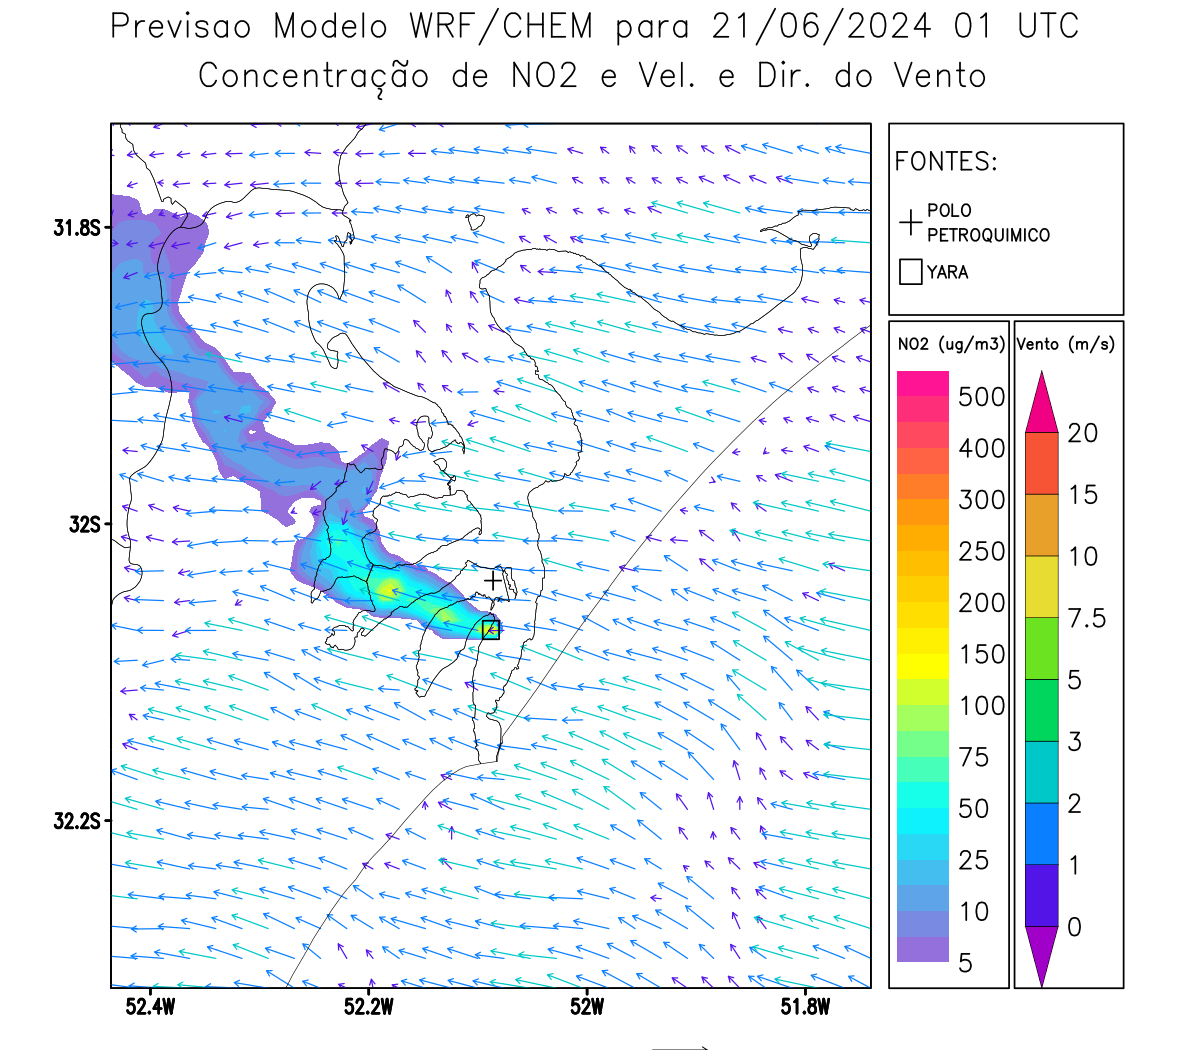 Previsao Modelo WRF/CHEM para 21/06/2024 01 UTC
Concentração de NO2 e Vel. e Dir. do Vento
FONTES:
POLO
PETROQUIMICO
YARA
NO2 (ug/m3)
500
400
300
250
200
150
100
75
50
25
10
5
Vento (m/s)
20
15
10
7.5
5
3
2
1
0
31.8S
32S
32.2S
52.4W
52.2W
52W
51.8W